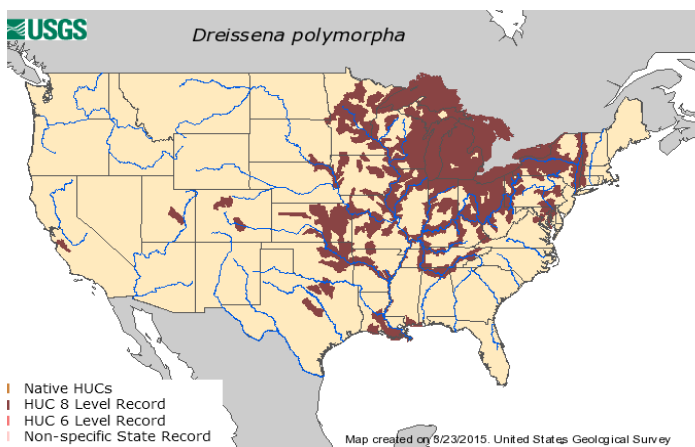 USGS
Dreissena polymorpha
Native HUCs
HUC 8 Level Record
HUC 6 Level Record
Non-specific State Record
Map created on 8/23/2015. United States Geological Survey